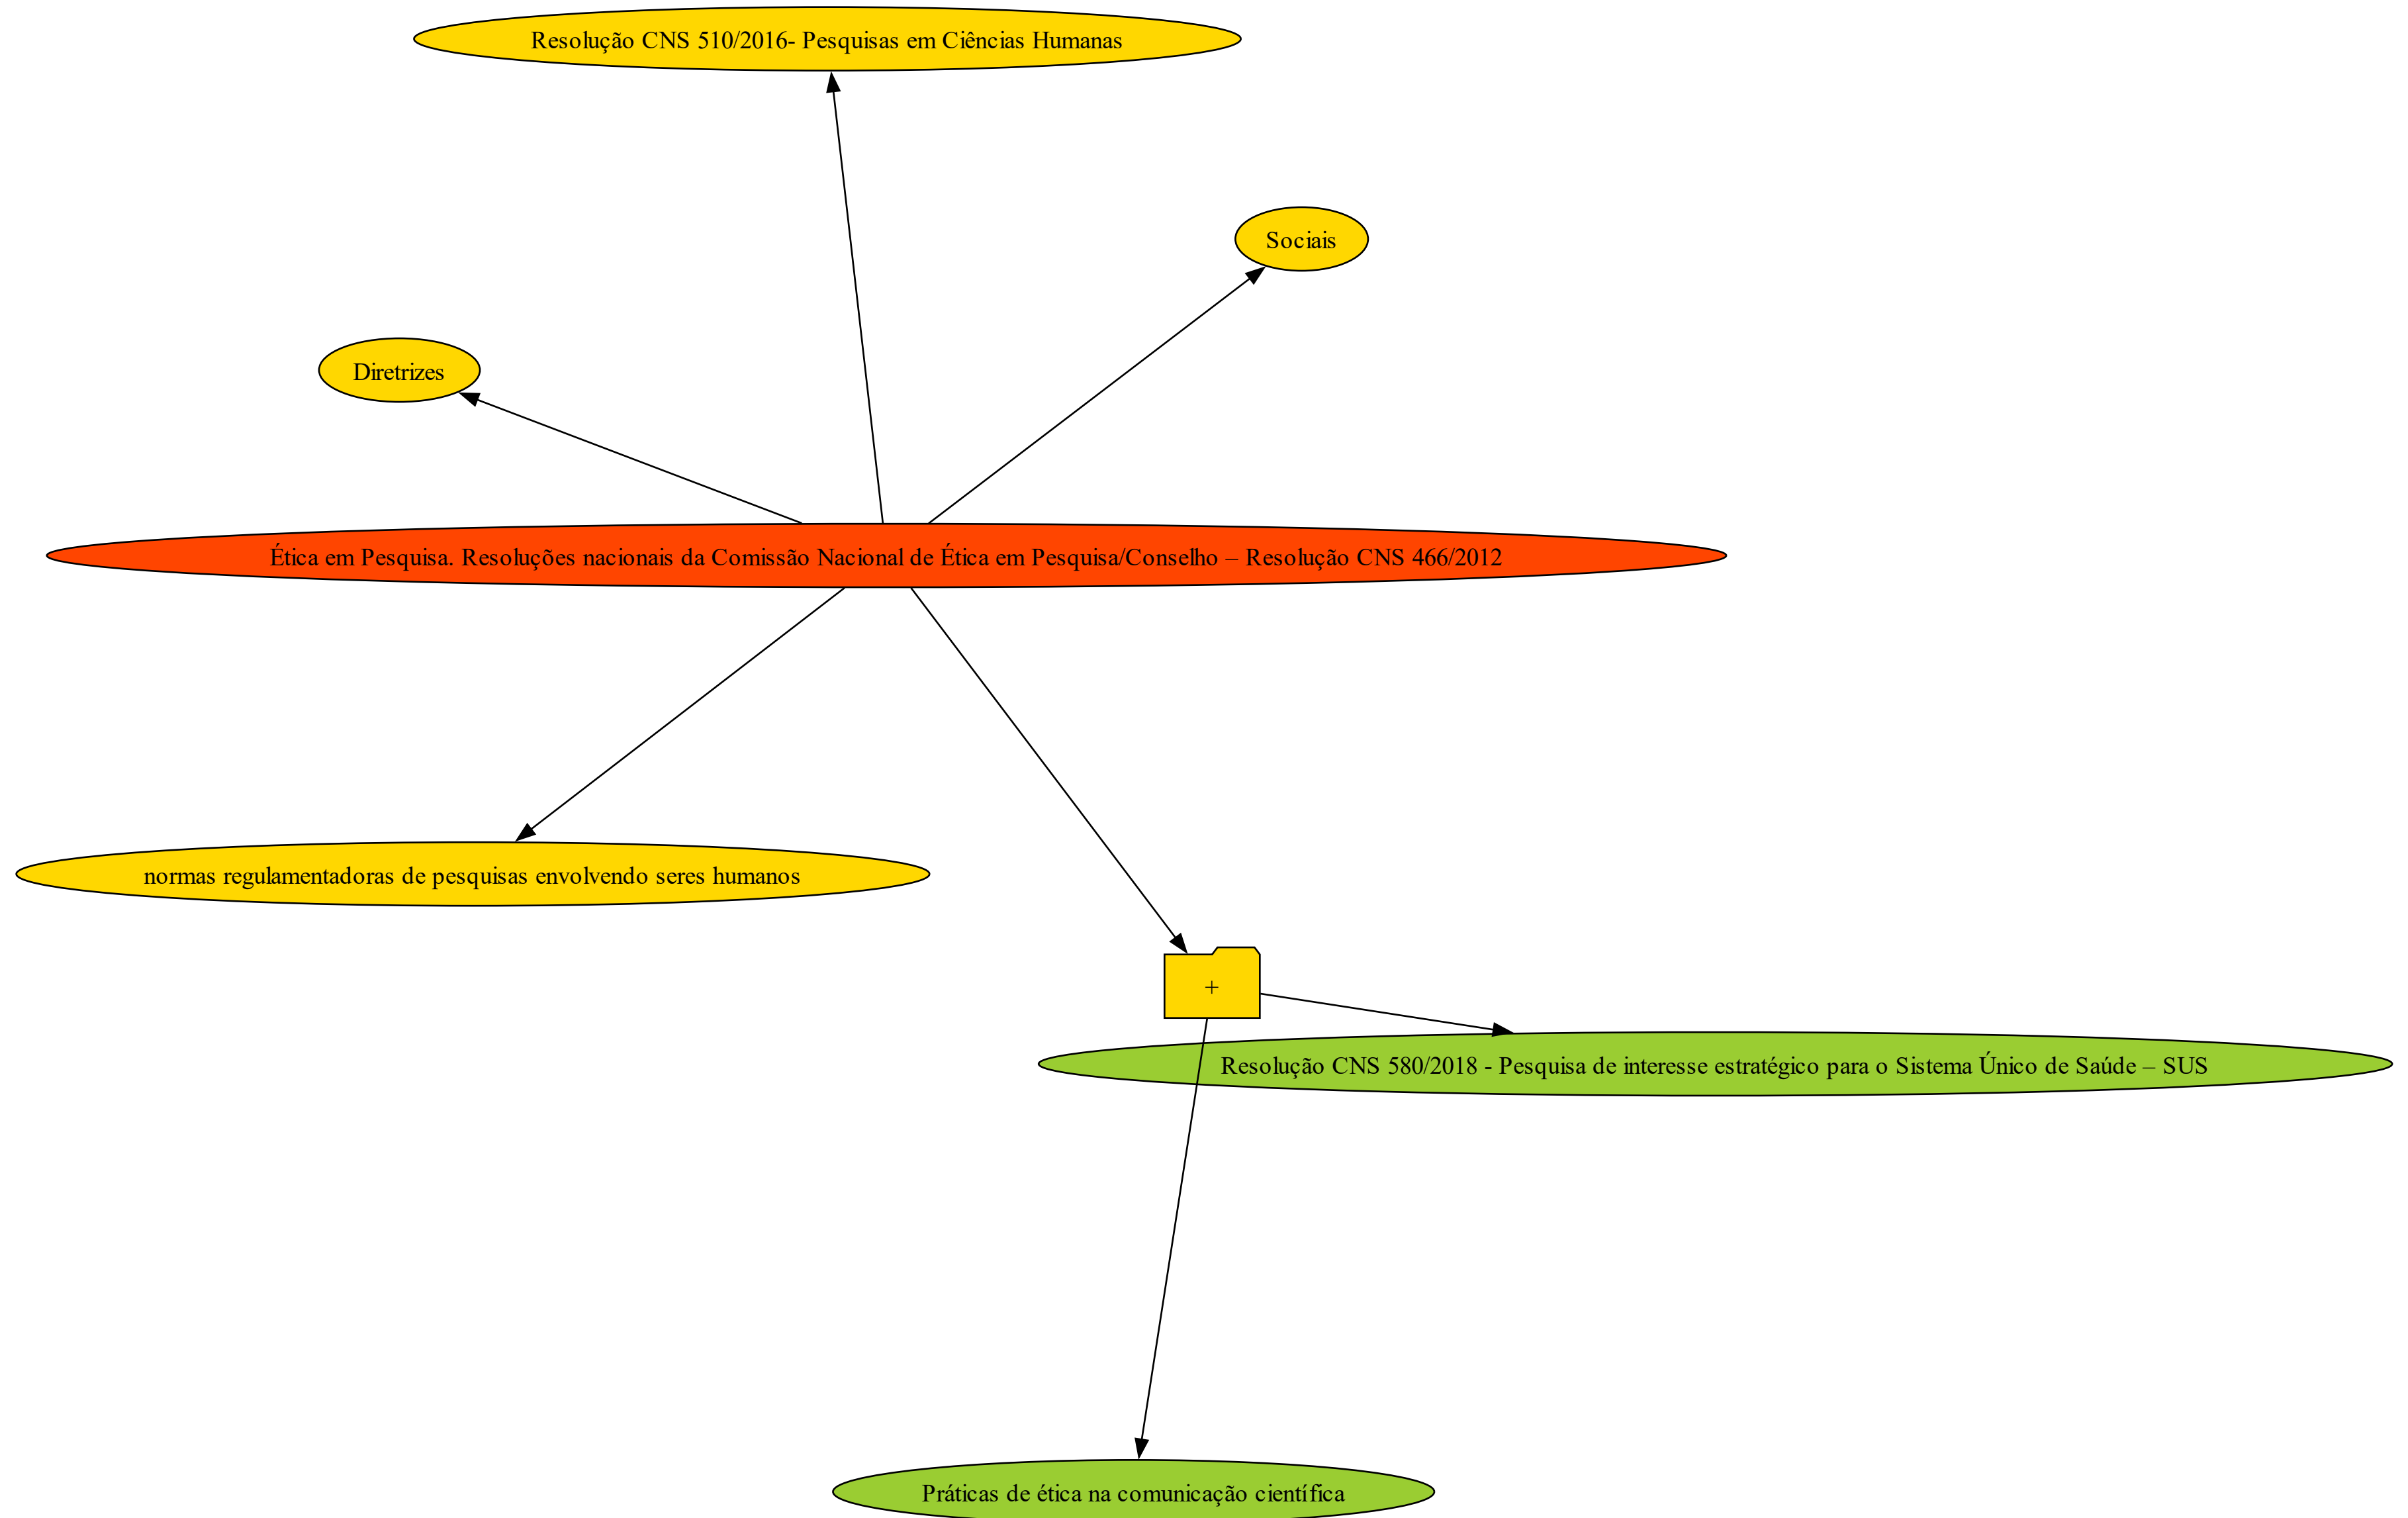 Resolução CNS 510/2016- Pesquisas em Ciências Humanas
Sociais
Diretrizes
Ética em Pesquisa. Resoluções nacionais da Comissão Nacional de Ética em Pesquisa/Conselho – Resolução CNS 466/2012
normas regulamentadoras de pesquisas envolvendo seres humanos
+
Resolução CNS 580/2018 - Pesquisa de interesse estratégico para o Sistema Único de Saúde – SUS
Práticas de ética na comunicação científica